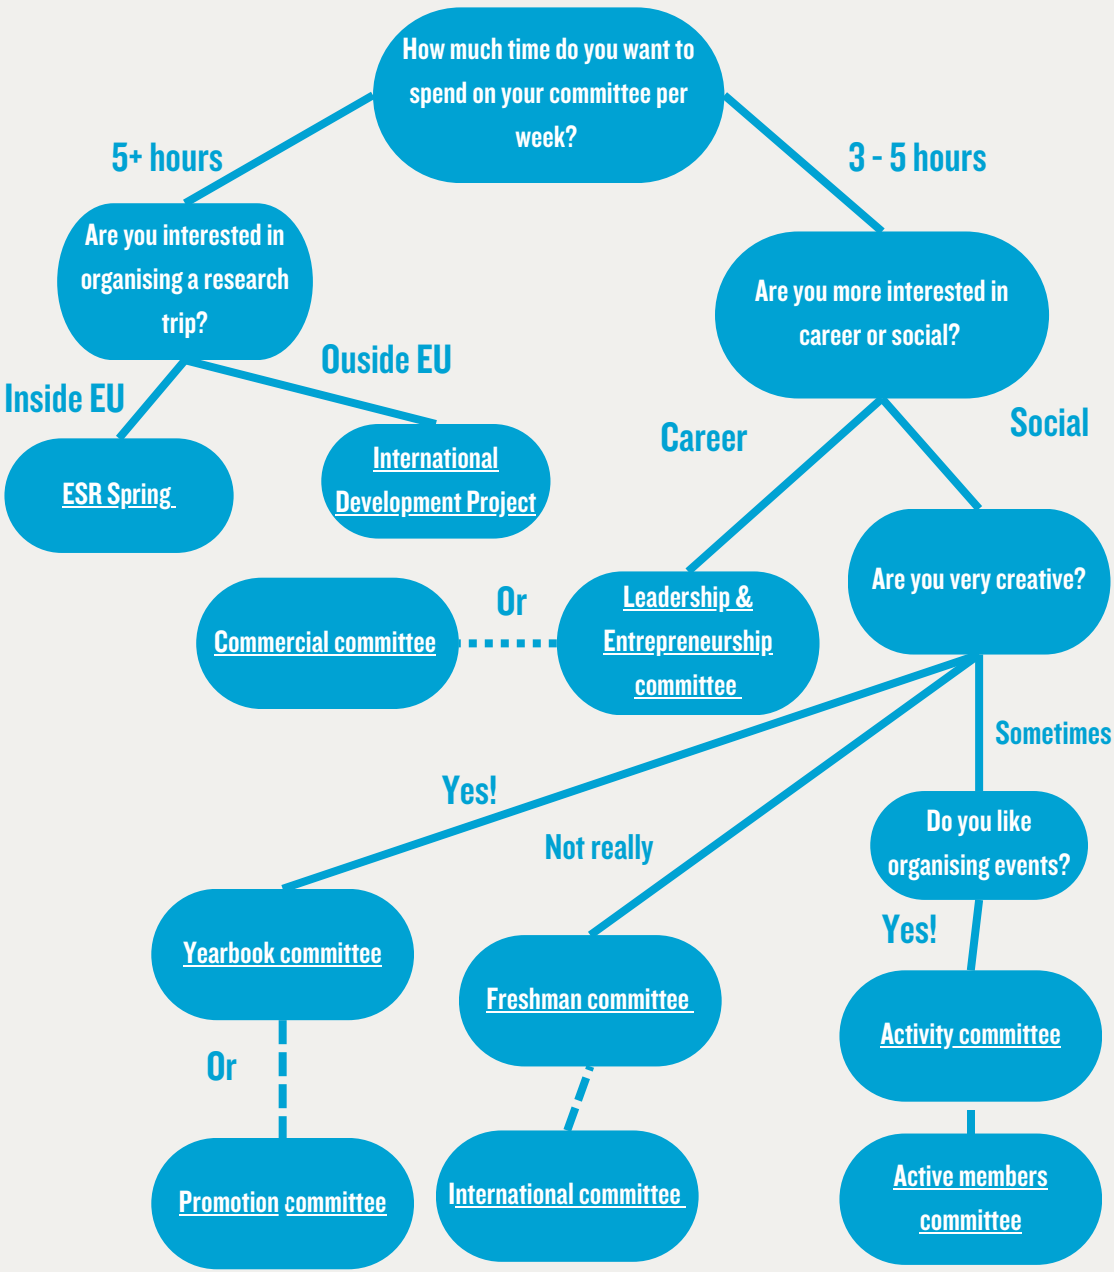 How much time do you want to
spend on your committee per
week?
5+ hours
3 - 5 hours
Are you interested in
organising a research
trip?
Are you more interested in
career or social?
Ouside EU
Inside EU
Career
Social
ESR Spring
International
Development Project
Are you very creative?
Commercial committee
Or
Leadership &
Entrepreneurship
committee
Sometimes
Yes!
Not really
Do you like
organising events?
Yes!
Yearbook committee
Freshman committee
Activity committee
Or
Promotion committee
International committee
Active members
committee